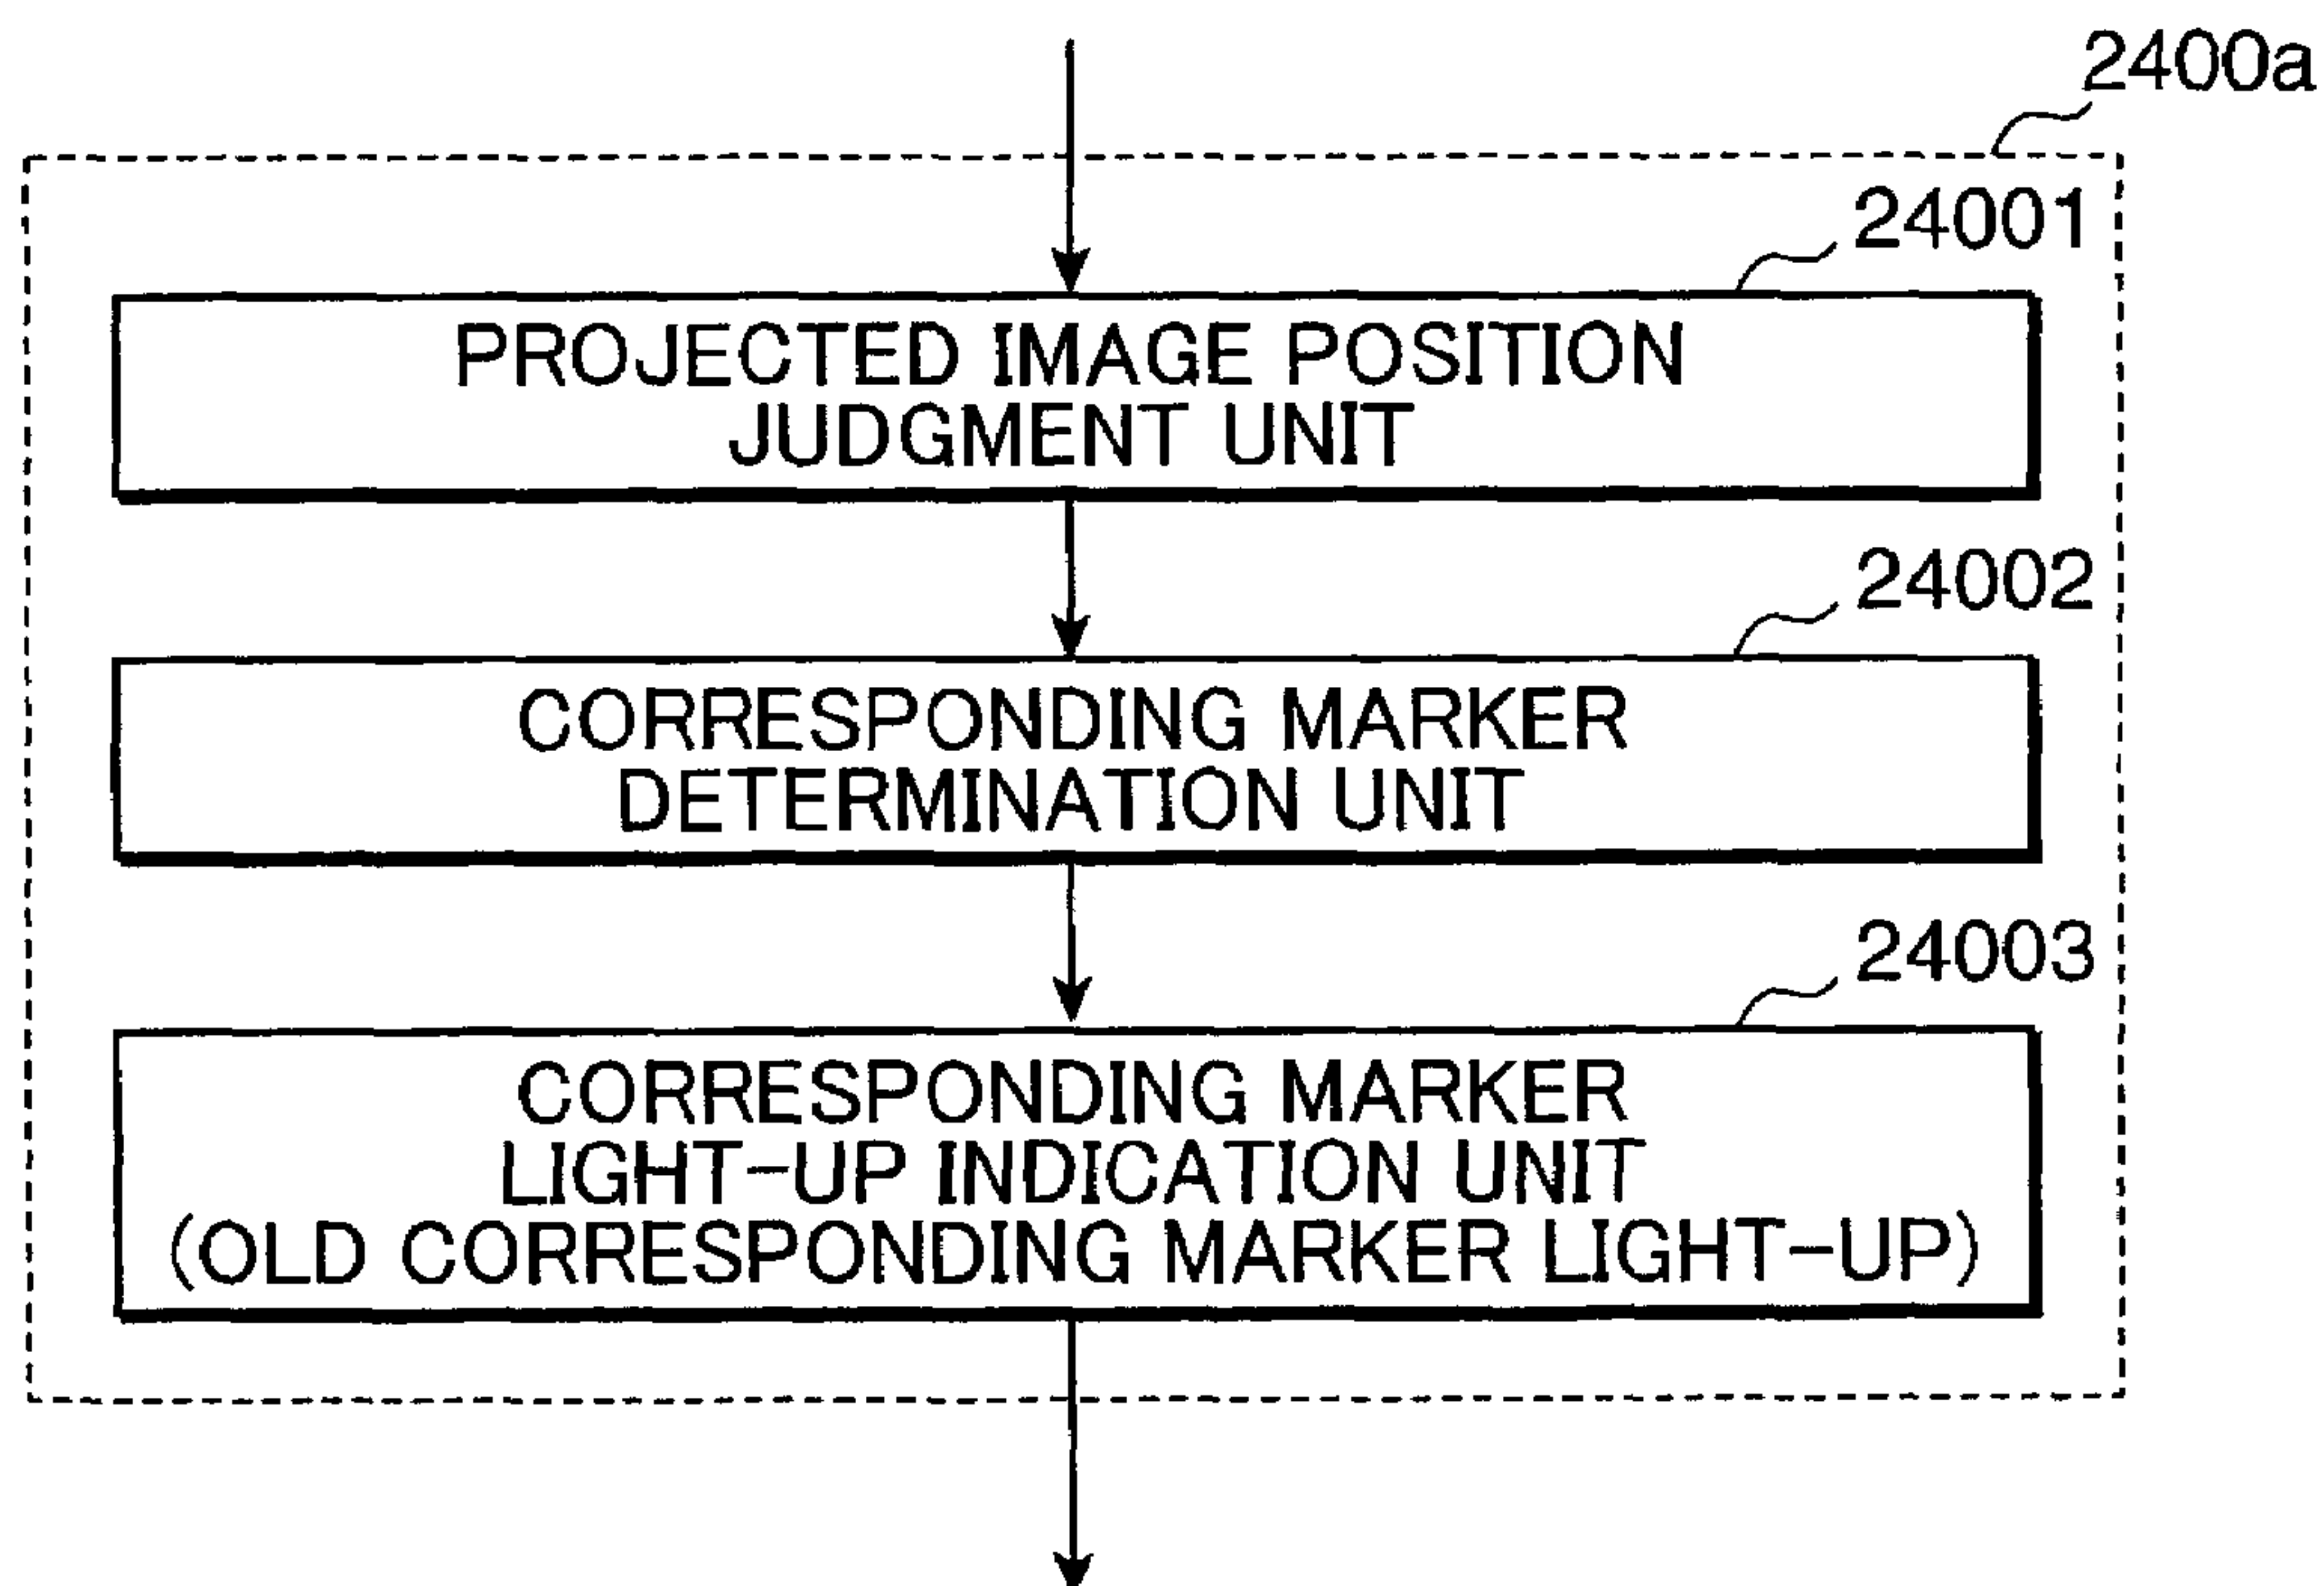 2400a
24001
PROJECTED IMAGE POSITION
JUDGMENT UNIT
24002
CORRESPONDING MARKER
DETERMINATION UNIT
24003
CORRESPONDING MARKER
LIGHT-UP INDICATION UNIT
(OLD CORRESPONDING MARKER LIGHT-UP)